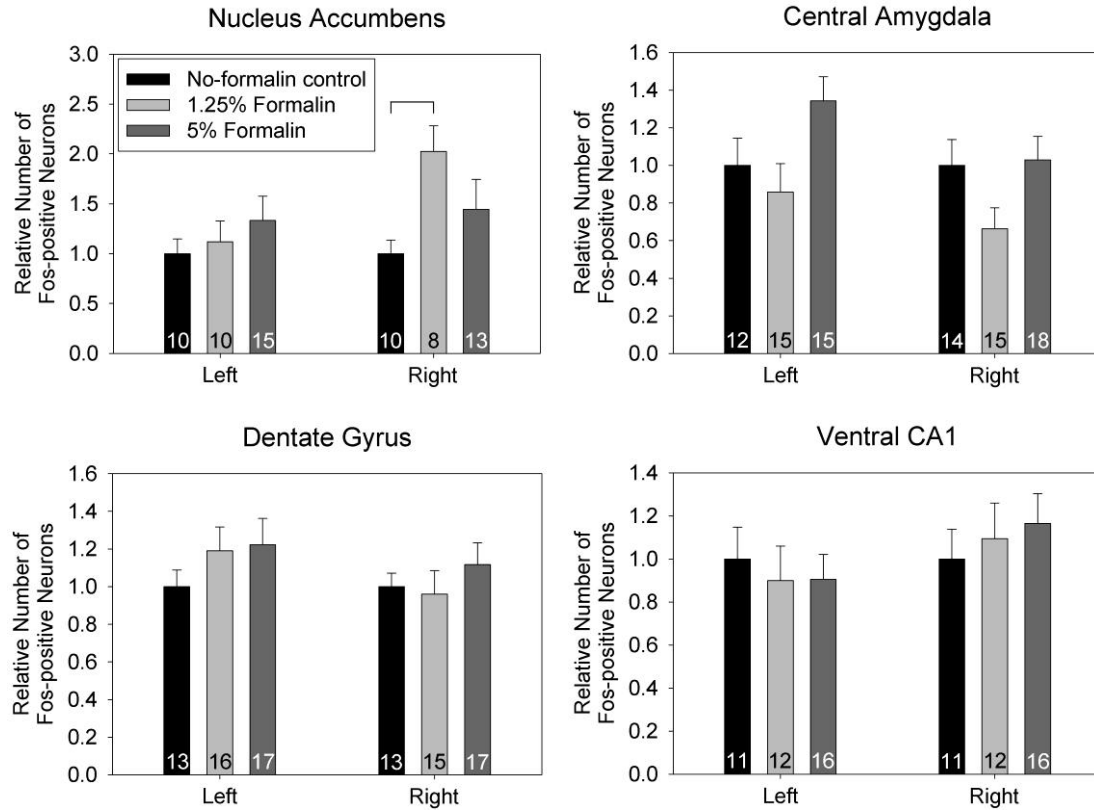 Nucleus Accumbens
Relative Number of
Fos-positive Neurons
3.0
2.5
2.0
1.5
1.0
0.5
0.0
No-formalin control
1.25% Formalin
5% Formalin
10
10
15
10
8
13
Left
Right
Central Amygdala
Relative Number of
Fos-positive Neurons
1.6
1.4
1.2
1.0
0.8
0.6
0.4
0.2
0.0
12
15
15
14
15
18
Left
Right
Dentate Gyrus
Relative Number of
Fos-positive Neurons
1.6
1.4
1.2
1.0
0.8
0.6
0.4
0.2
0.0
13
16
17
13
15
17
Left
Right
Ventral CA1
Relative Number of
Fos-positive Neurons
1.4
1.2
1.0
0.8
0.6
0.4
0.2
0.0
11
12
16
11
12
16
Left
Right